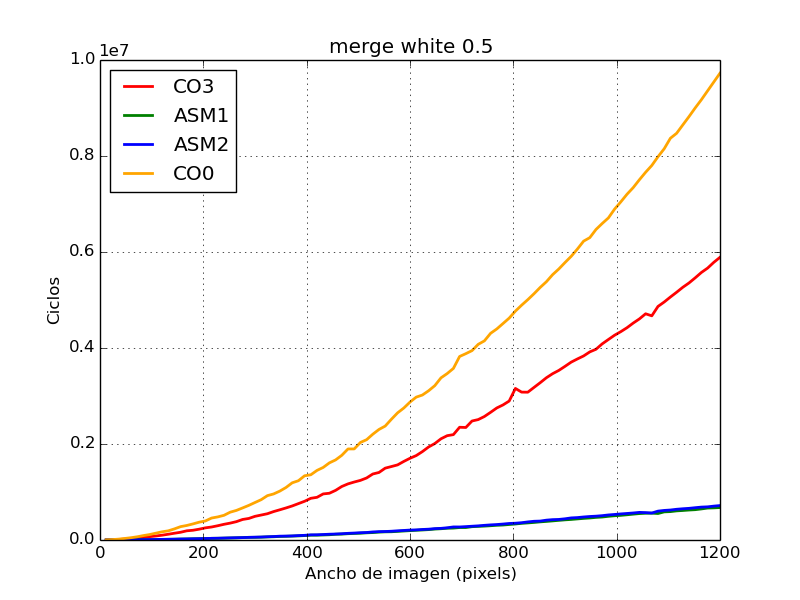 merge white 0.5
1e7
1.0
0.8
0.6
0.4
0.2
0.0
Ciclos
CO3
ASM1
ASM2
CO0
0 200 400 600 800 1000 1200
Ancho de imagen (pixels)